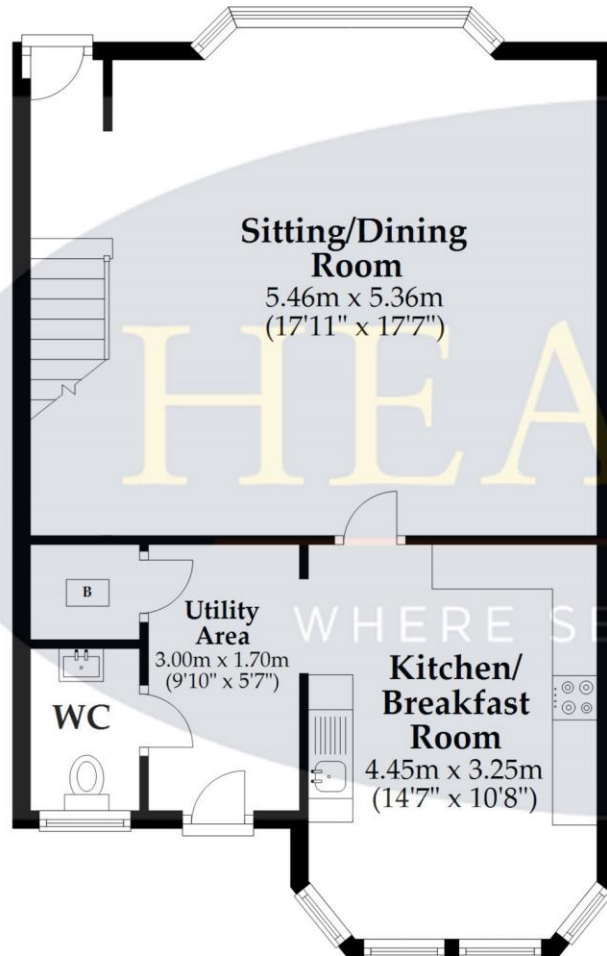 Sitting/Dining
Room
5.46m x 5.36m
(17'11" x 17'7")
HEA
B
Utility
Area
3.00m x 1.70m
(9'10" x 5'7")
WHERE SE
WC
Kitchen/
Breakfast
Room
4.45m x 3.25m
(14'7" x 10'8")